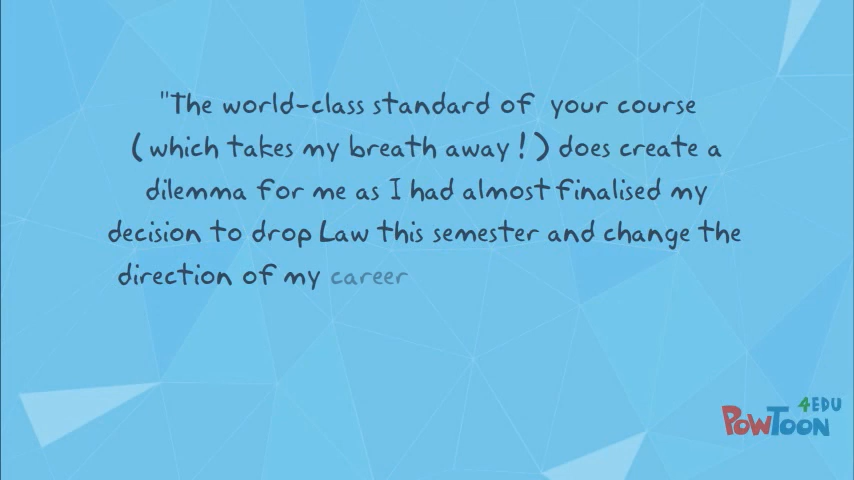 "The world-class standard of your course
(which takes my breath away!) does create a
dilemma for me as I had almost finalised my
decision to drop Law this semester and change the
direction of my career
4EDU
POWTOON